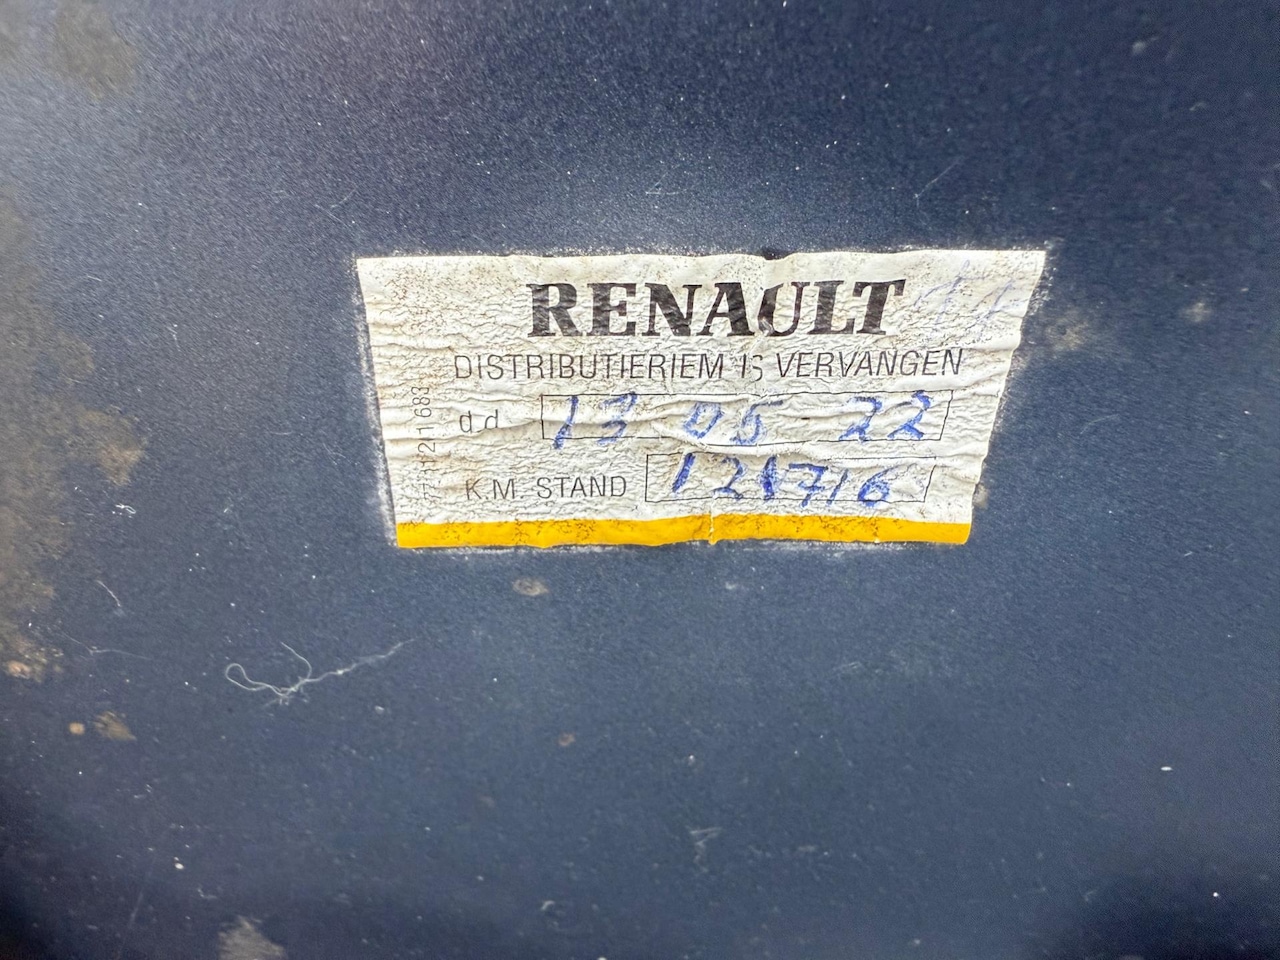 RENAULT
DISTRIBUTIERIEM IS VERVANGEN
d d 13 05 22
K.M. STAND 121716